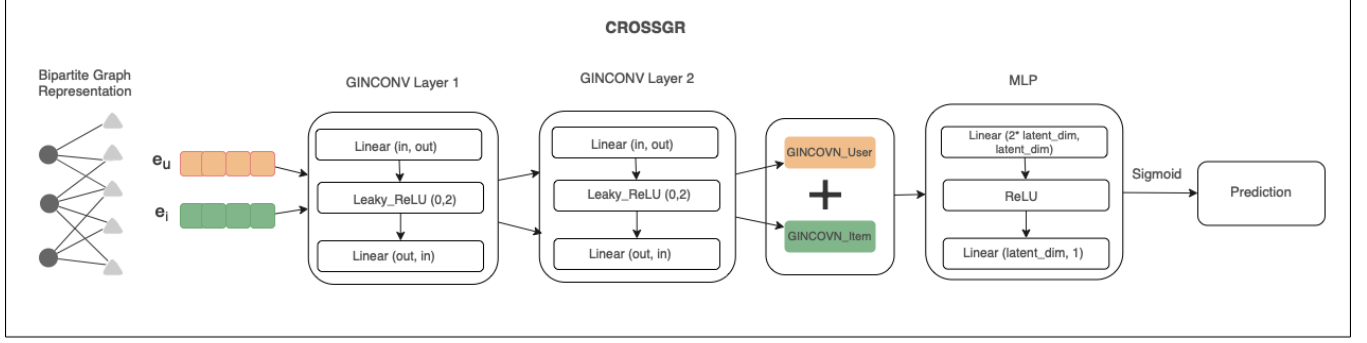 CROSSGR
Bipartite Graph
Representation
e_u
e_i
GINCONV Layer 1
Linear (in, out)
Leaky_ReLU (0,2)
Linear (out, in)
GINCONV Layer 2
Linear (in, out)
Leaky_ReLU (0,2)
Linear (out, in)
GINCOVN_User
+
GINCOVN_Item
MLP
Linear (2* latent_dim,
latent_dim)
ReLU
Linear (latent_dim, 1)
Sigmoid
Prediction